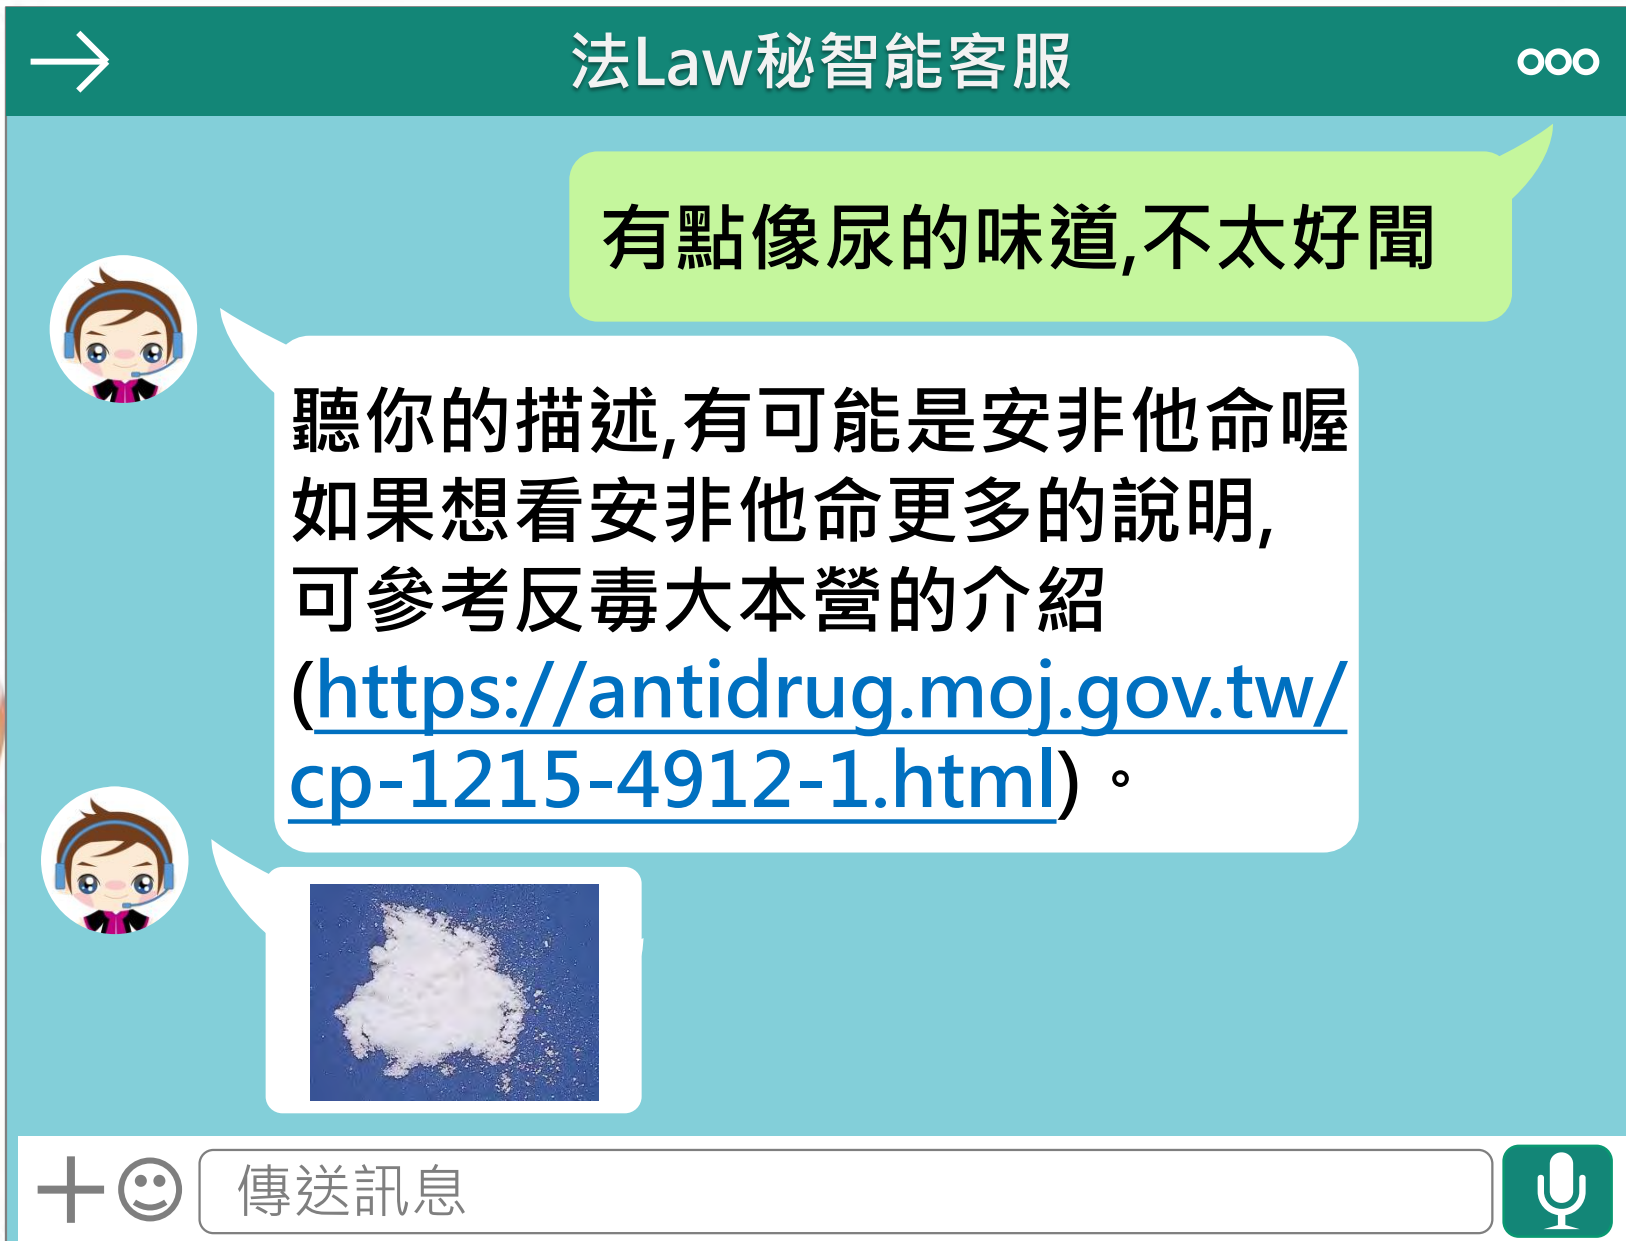 法Law秘智能客服
有點像尿的味道,不太好聞
聽你的描述,有可能是安非他命喔
如果想看安非他命更多的說明,
可參考反毒大本營的介紹
(https://antidrug.moj.gov.tw/
cp-1215-4912-1.html)。
傳送訊息